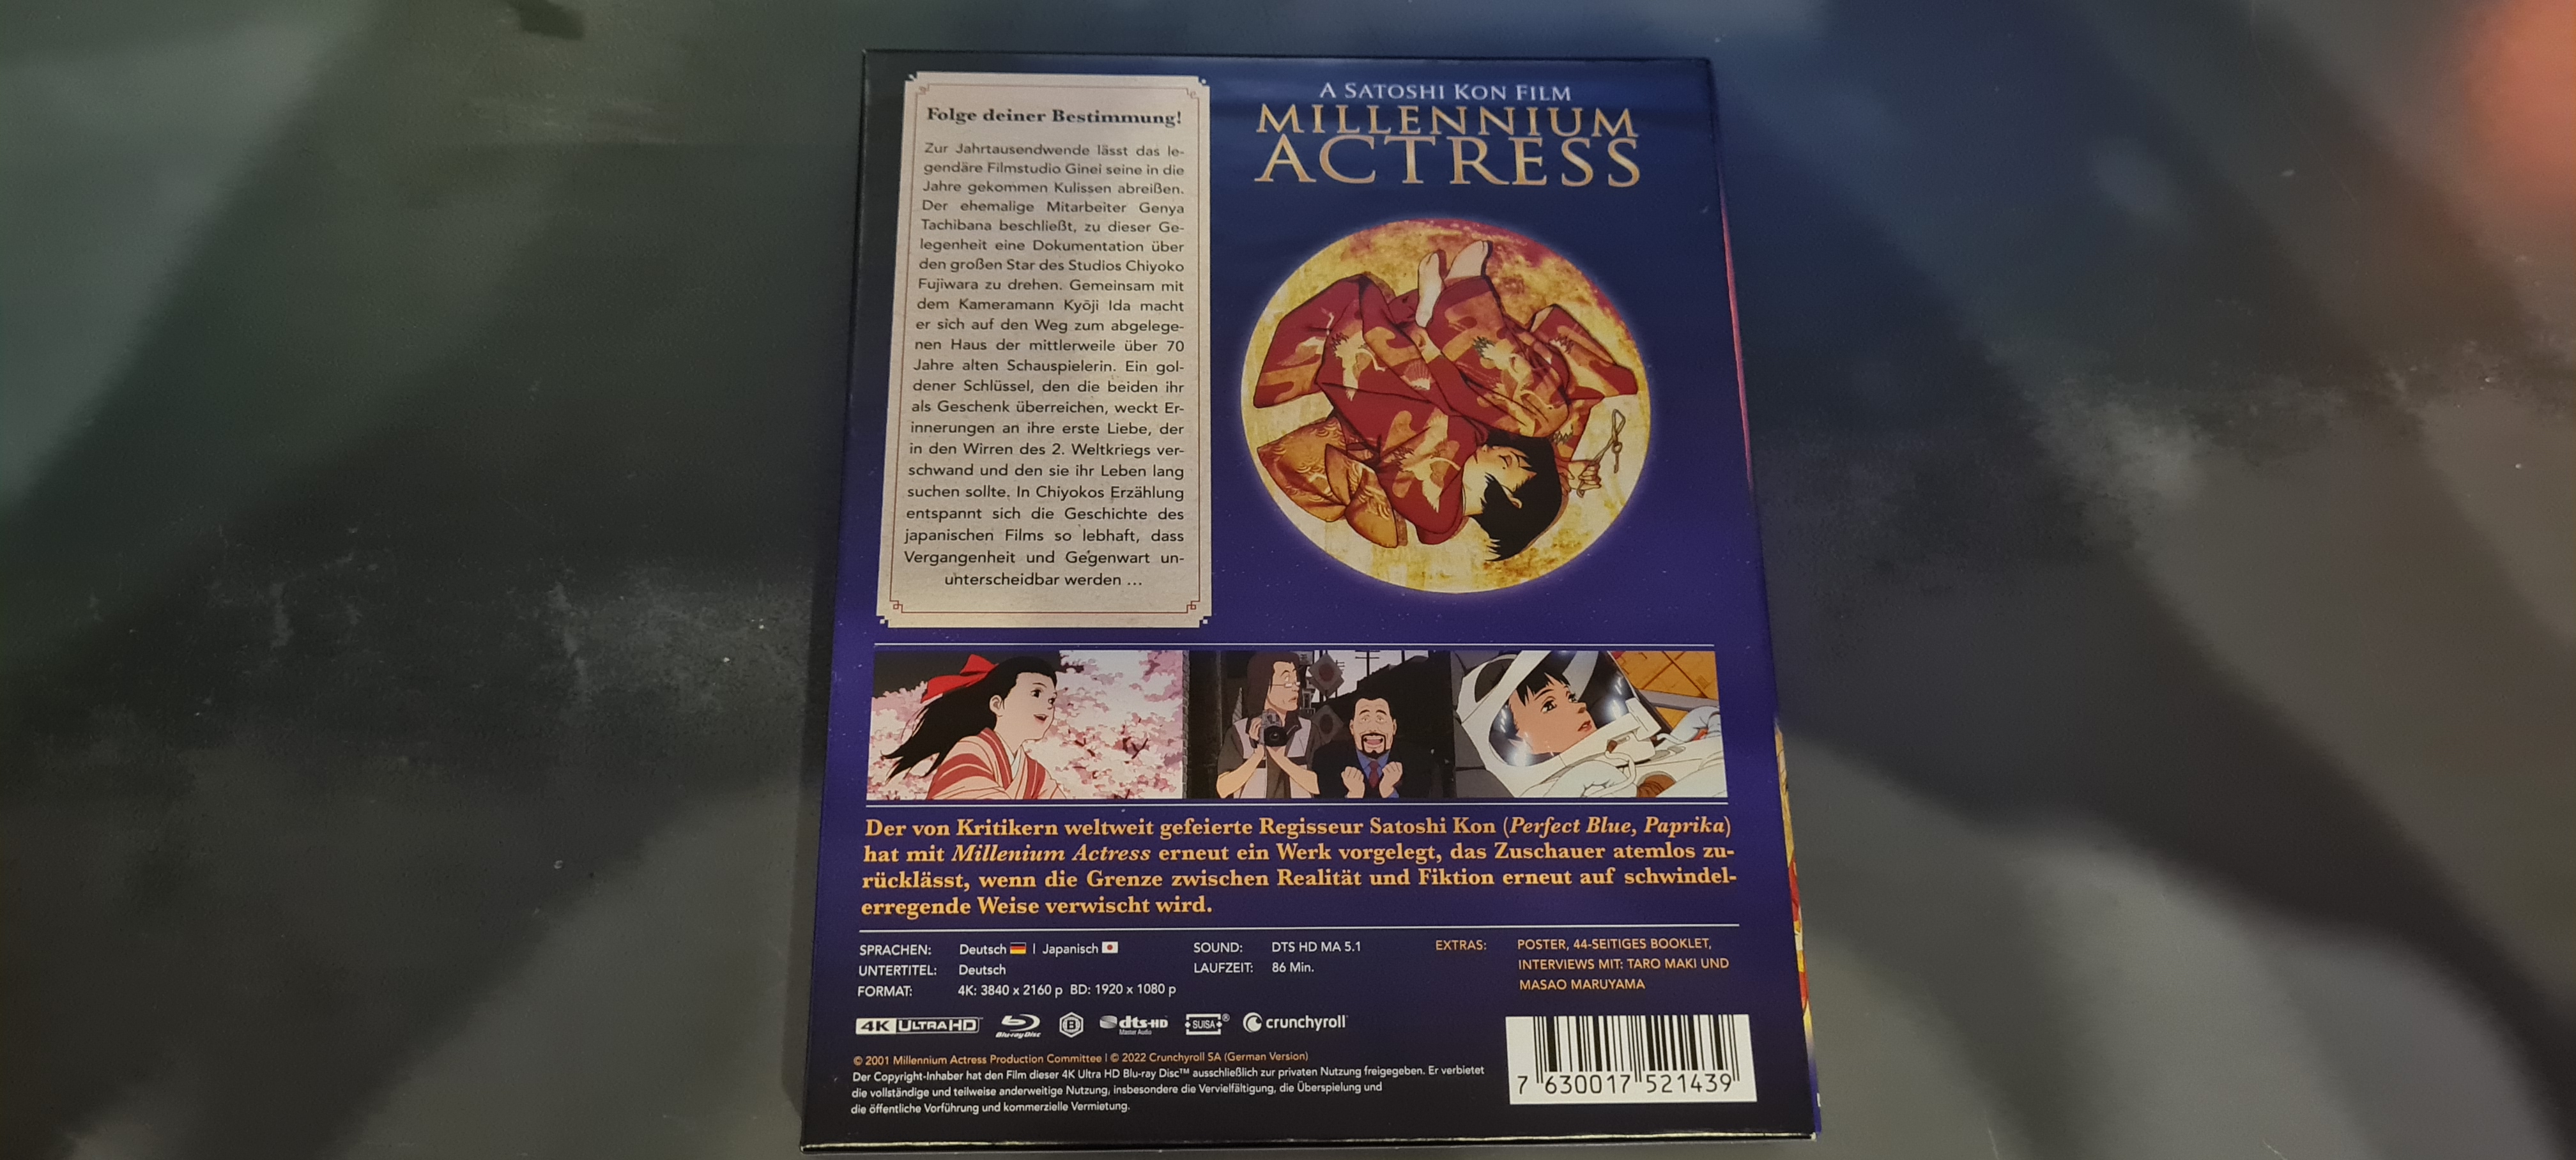 Folge deiner Bestimmung!
Zur Jahrtausendwende lässt das le-
gendäre Filmstudio Ginei seine in die
Jahre gekommen Kulissen abreißen.
Der ehemalige Mitarbeiter Genya
Tachibana beschließt, zu dieser Ge-
legenheit eine Dokumentation über
den großen Star des Studios Chiyoko
Fujiwara zu drehen. Gemeinsam mit
dem Kameramann Kyōji Ida macht
er sich auf den Weg zum abgelege-
nen Haus der mittlerweile über 70
Jahre alten Schauspielerin. Ein gol-
dener Schlüssel, den die beiden ihr
als Geschenk überreichen, weckt Er-
innerungen an ihre erste Liebe, der
in den Wirren des 2. Weltkriegs ver-
schwand und den sie ihr Leben lang
suchen sollte. In Chiyokos Erzählung
entspannt sich die Geschichte des
japanischen Films so lebhaft, dass
Vergangenheit und Gegenwart un-
unterscheidbar werden ...
A SATOSHI KON FILM
MILLENNIUM
ACTRESS
Der von Kritikern weltweit gefeierte Regisseur Satoshi Kon (Perfect Blue, Paprika)
hat mit Millenium Actress erneut ein Werk vorgelegt, das Zuschauer atemlos zu-
rücklässt, wenn die Grenze zwischen Realität und Fiktion erneut auf schwindel-
erregende Weise verwischt wird.
SPRACHEN: Deutsch | Japanisch
UNTERTITEL: Deutsch
FORMAT: 4K: 3840 x 2160 p BD: 1920 x 1080 p
SOUND: DTS HD MA 5.1
LAUFZEIT: 86 Min.
EXTRAS: POSTER, 44-SEITIGES BOOKLET,
INTERVIEWS MIT: TARO MAKI UND
MASAO MARUYAMA
4K ULTRA HD Blu-ray Disc B dts-HD Master Audio SUISA® crunchyroll
© 2001 Millennium Actress Production Committee | © 2022 Crunchyroll SA (German Version)
Der Copyright-Inhaber hat den Film dieser 4K Ultra HD Blu-ray Disc™ ausschließlich zur privaten Nutzung freigegeben. Er verbietet
die vollständige und teilweise anderweitige Nutzung, insbesondere die Vervielfältigung, die Überspielung und
die öffentliche Vorführung und kommerzielle Vermietung.
7 630017 521439